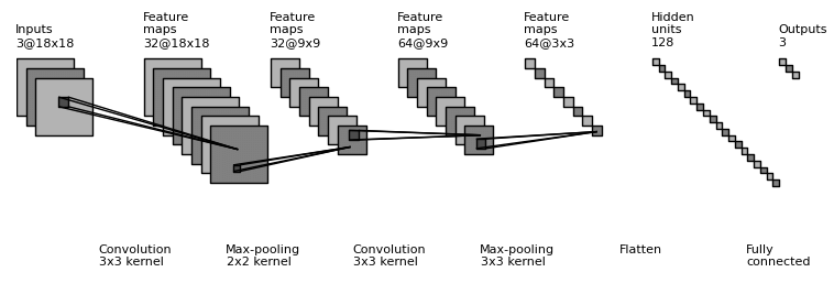 Inputs
3@18x18
Feature
maps
32@18x18
Feature
maps
32@9x9
Feature
maps
64@9x9
Feature
maps
64@3x3
Hidden
units
128
Outputs
3
Convolution
3x3 kernel
Max-pooling
2x2 kernel
Convolution
3x3 kernel
Max-pooling
3x3 kernel
Flatten
Fully
connected